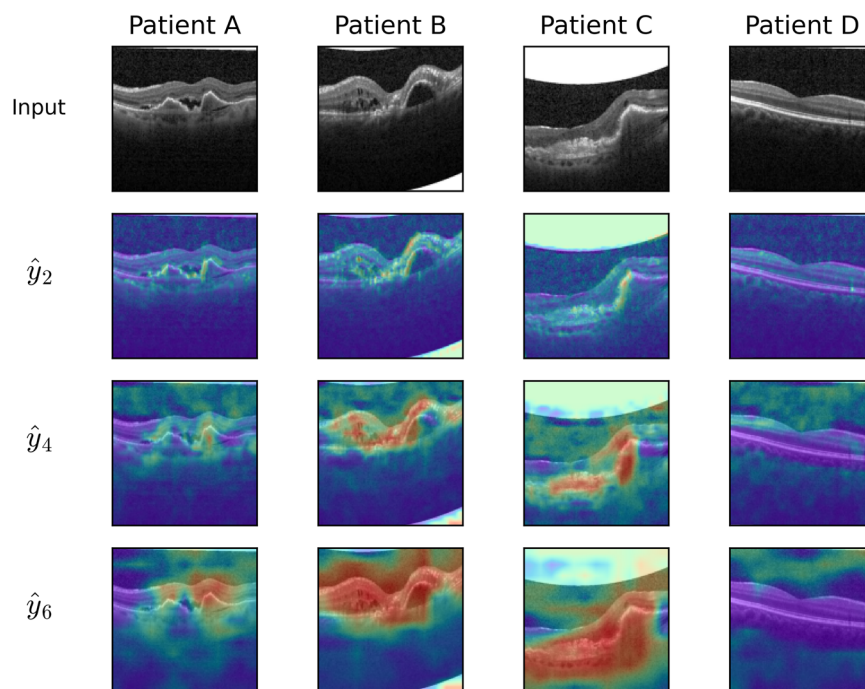 Patient A Patient B Patient C Patient D
Input
ŷ₂
ŷ₄
ŷ₆